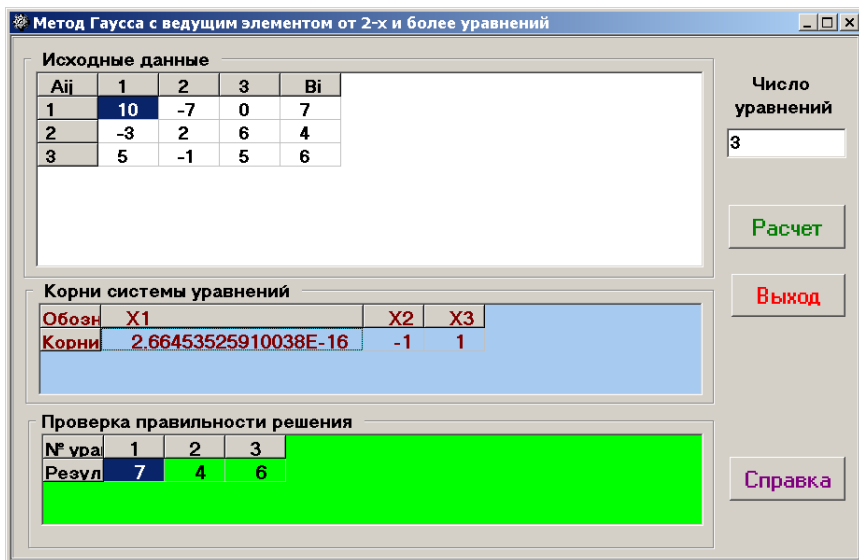 Метод Гаусса с ведущим элементом от 2-х и более уравнений
Исходные данные
Aij 1 2 3 Bi
1 10 -7 0 7
2 -3 2 6 4
3 5 -1 5 6
Число
уравнений
3
Расчет
Выход
Корни системы уравнений
Обозн X1 X2 X3
Корни 2.66453525910038E-16 -1 1
Проверка правильности решения
№ ура 1 2 3
Резул 7 4 6
Справка